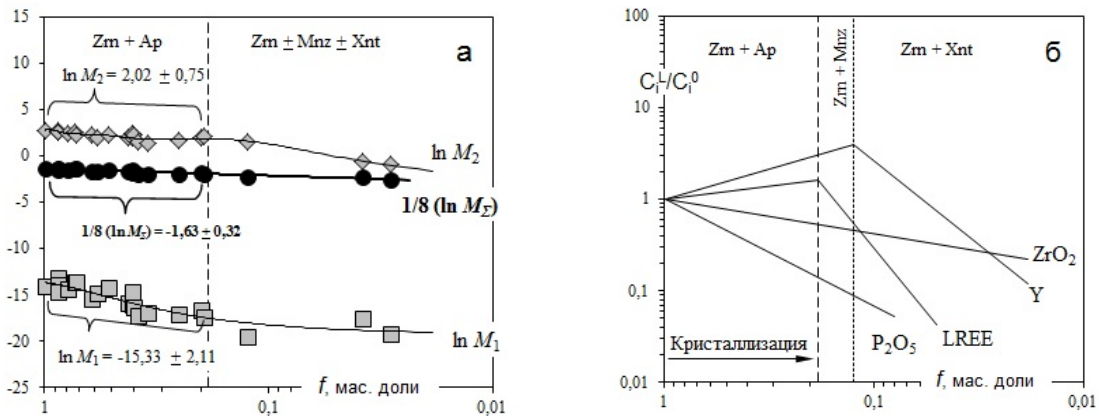 15
10
5
0
-5
-10
-15
-20
-25
Zrn + Ap
Zrn ± Mnz ± Xnt
а
ln M₂ = 2,02 ± 0,75
ln M₂
1/8 (ln M_Σ)
1/8 (ln M_Σ) = -1,63 ± 0,32
ln M₁ = -15,33 ± 2,11
ln M₁
f, мас. доли
1
0,1
0,01
100
10
1
0,1
0,01
Zrn + Ap
Zrn + Mnz
Zrn + Xnt
б
Cᵢᴸ/Cᵢ⁰
ZrO₂
Y
P₂O₅
LREE
Кристаллизация
f, мас. доли
1
0,1
0,01